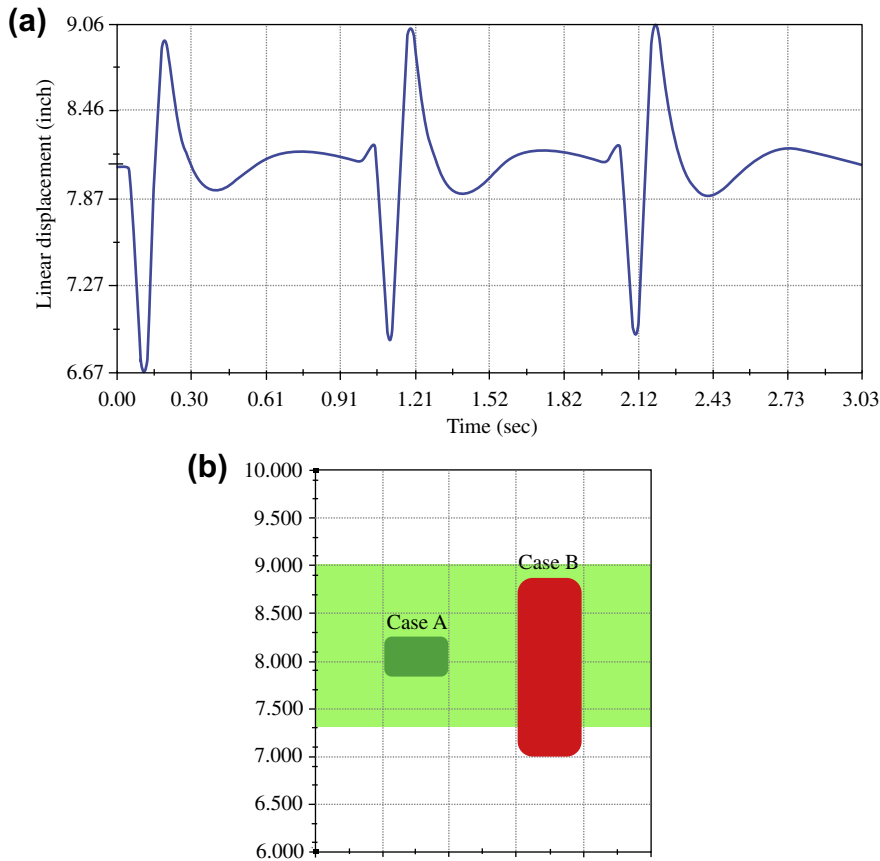 (a)
9.06
8.46
7.87
7.27
6.67
Linear displacement (inch)
0.00 0.30 0.61 0.91 1.21 1.52 1.82 2.12 2.43 2.73 3.03
Time (sec)
(b)
10.000
9.500
9.000
8.500
8.000
7.500
7.000
6.500
6.000
Case B
Case A